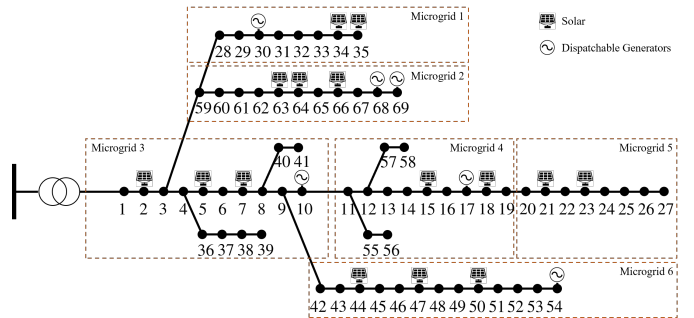 Microgrid 1
Solar
28 29 30 31 32 33 34 35
Dispatchable Generators
Microgrid 2
59 60 61 62 63 64 65 66 67 68 69
Microgrid 3
Microgrid 4
Microgrid 5
40 41
57 58
1 2 3 4 5 6 7 8 9 10 11 12 13 14 15 16 17 18 19 20 21 22 23 24 25 26 27
36 37 38 39
55 56
Microgrid 6
42 43 44 45 46 47 48 49 50 51 52 53 54